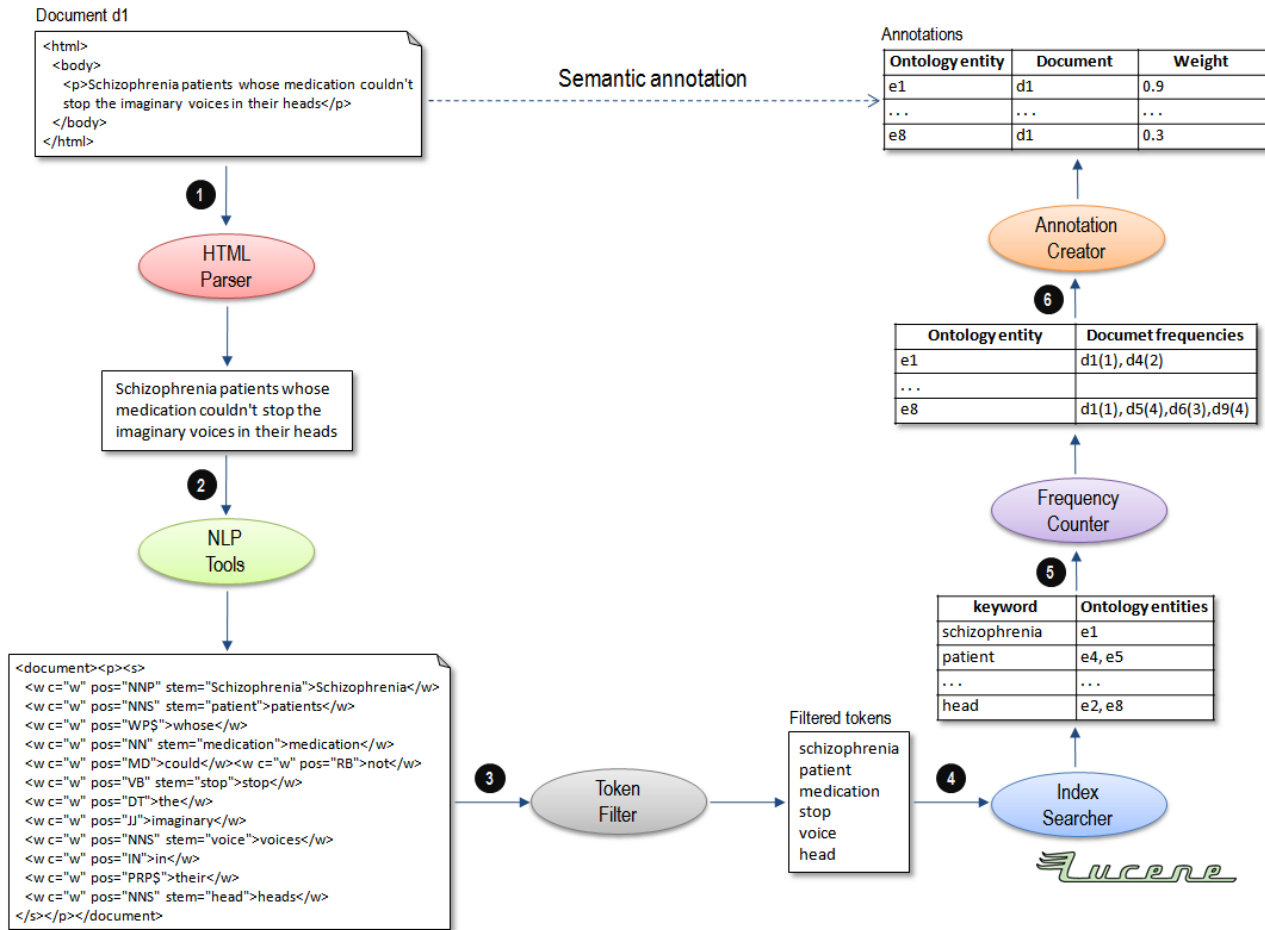 Document d1
<html>
<body>
<p>Schizophrenia patients whose medication couldn't
stop the imaginary voices in their heads</p>
</body>
</html>
Semantic annotation
Annotations
Ontology entity Document Weight
e1 d1 0.9
... ... ...
e8 d1 0.3
1
HTML
Parser
Schizophrenia patients whose
medication couldn't stop the
imaginary voices in their heads
2
NLP
Tools
<document><p><s>
<w c="w" pos="NNP" stem="Schizophrenia">Schizophrenia</w>
<w c="w" pos="NNS" stem="patient">patients</w>
<w c="w" pos="WP$" >whose</w>
<w c="w" pos="NN" stem="medication">medication</w>
<w c="w" pos="MD">could</w><w c="w" pos="RB">not</w>
<w c="w" pos="VB" stem="stop">stop</w>
<w c="w" pos="DT">the</w>
<w c="w" pos="JJ">imaginary</w>
<w c="w" pos="NNS" stem="voice">voices</w>
<w c="w" pos="IN">in</w>
<w c="w" pos="PRP$">their</w>
<w c="w" pos="NNS" stem="head">heads</w>
</s></p></document>
3
Token
Filter
Filtered tokens
schizophrenia
patient
medication
stop
voice
head
4
Index
Searcher
Lucene
keyword Ontology entities
schizophrenia e1
patient e4, e5
... ...
head e2, e8
5
Frequency
Counter
Ontology entity Documet frequencies
e1 d1(1), d4(2)
...
e8 d1(1), d5(4),d6(3),d9(4)
6
Annotation
Creator